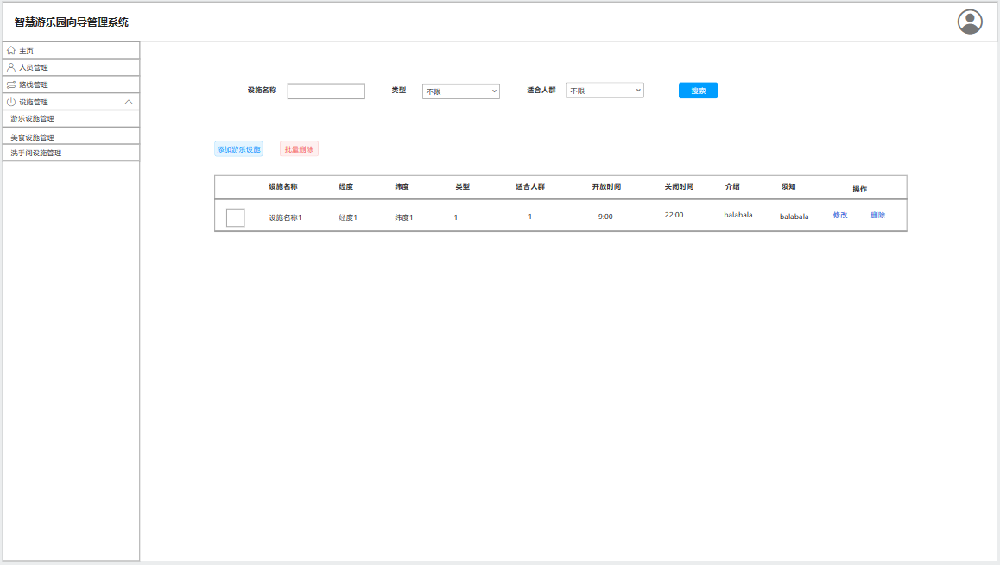 智慧游乐园向导管理系统
主页
人员管理
路线管理
设施管理
游乐设施管理
美食设施管理
洗手间设施管理
设施名称 类型 不限 适合人群 不限 搜索
添加游乐设施 批量删除
设施名称 经度 纬度 类型 适合人群 开放时间 关闭时间 介绍 须知 操作
设施名称1 经度1 纬度1 1 1 9:00 22:00 balabala balabala 修改 删除